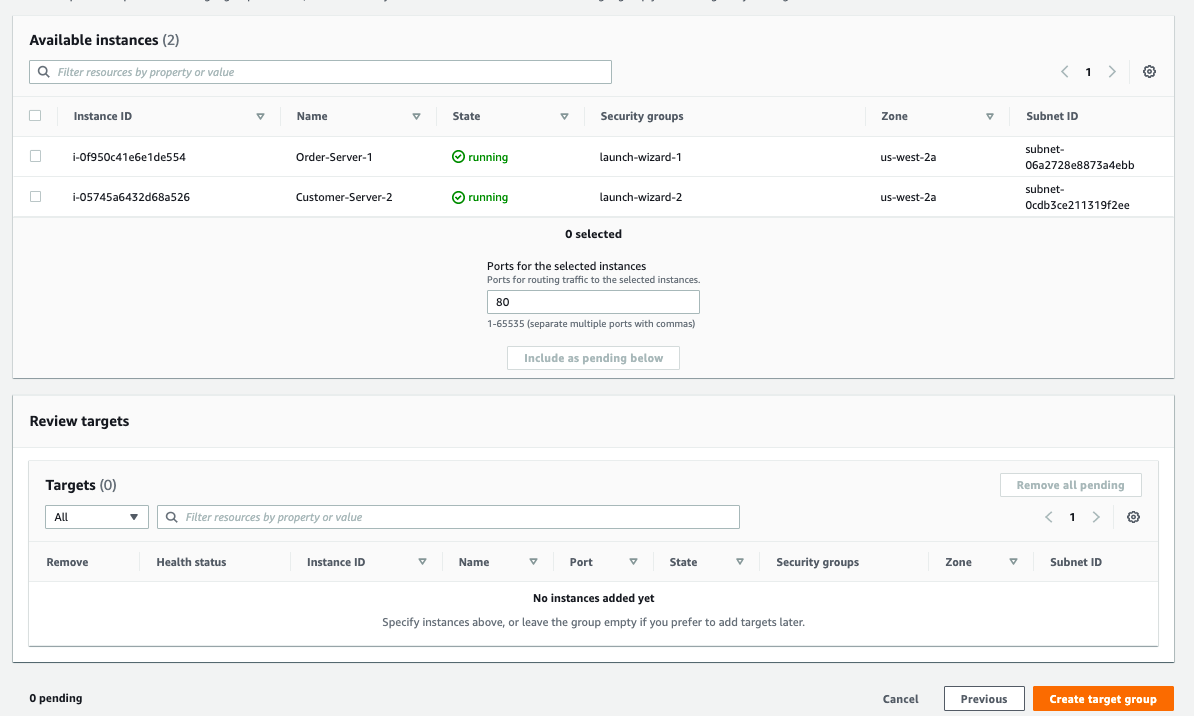 Available instances (2)
Filter resources by property or value
1
Instance ID Name State Security groups Zone Subnet ID
i-0f950c41e6e1de554 Order-Server-1 running launch-wizard-1 us-west-2a subnet-06a2728e8873a4ebb
i-05745a6432d68a526 Customer-Server-2 running launch-wizard-2 us-west-2a subnet-0cdb3ce211319f2ee
0 selected
Ports for the selected instances
Ports for routing traffic to the selected instances.
80
1-65535 (separate multiple ports with commas)
Include as pending below
Review targets
Targets (0)
Remove all pending
All
Filter resources by property or value
1
Remove Health status Instance ID Name Port State Security groups Zone Subnet ID
No instances added yet
Specify instances above, or leave the group empty if you prefer to add targets later.
0 pending
Cancel
Previous
Create target group